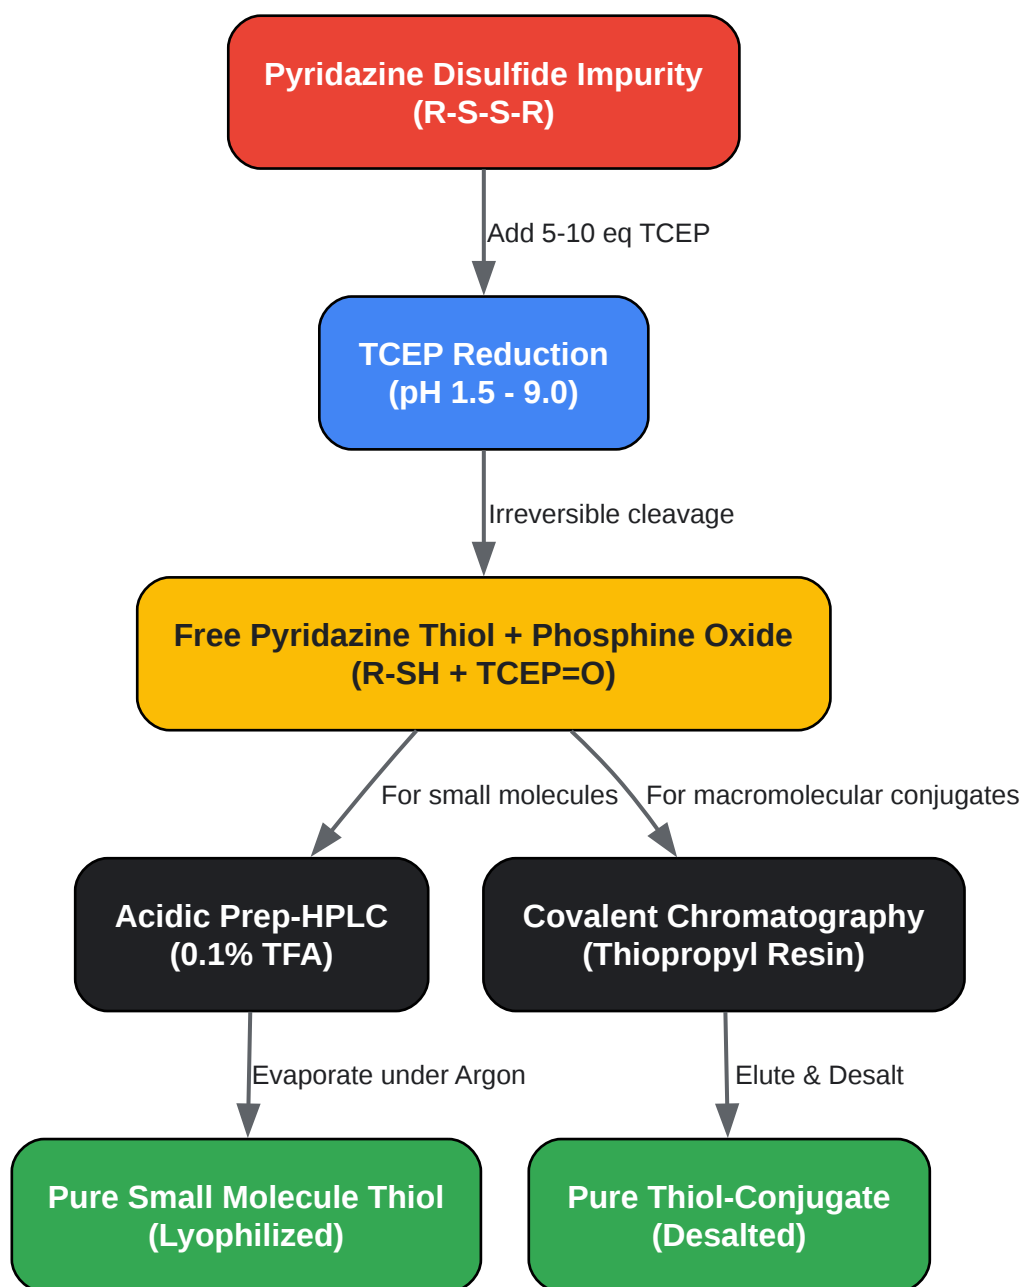 Pyridazine Disulfide Impurity
(R-S-S-R)
Add 5-10 eq TCEP
TCEP Reduction
(pH 1.5 - 9.0)
Irreversible cleavage
Free Pyridazine Thiol + Phosphine Oxide
(R-SH + TCEP=O)
For small molecules
For macromolecular conjugates
Acidic Prep-HPLC
(0.1% TFA)
Covalent Chromatography
(Thiopropyl Resin)
Evaporate under Argon
Elute & Desalt
Pure Small Molecule Thiol
(Lyophilized)
Pure Thiol-Conjugate
(Desalted)